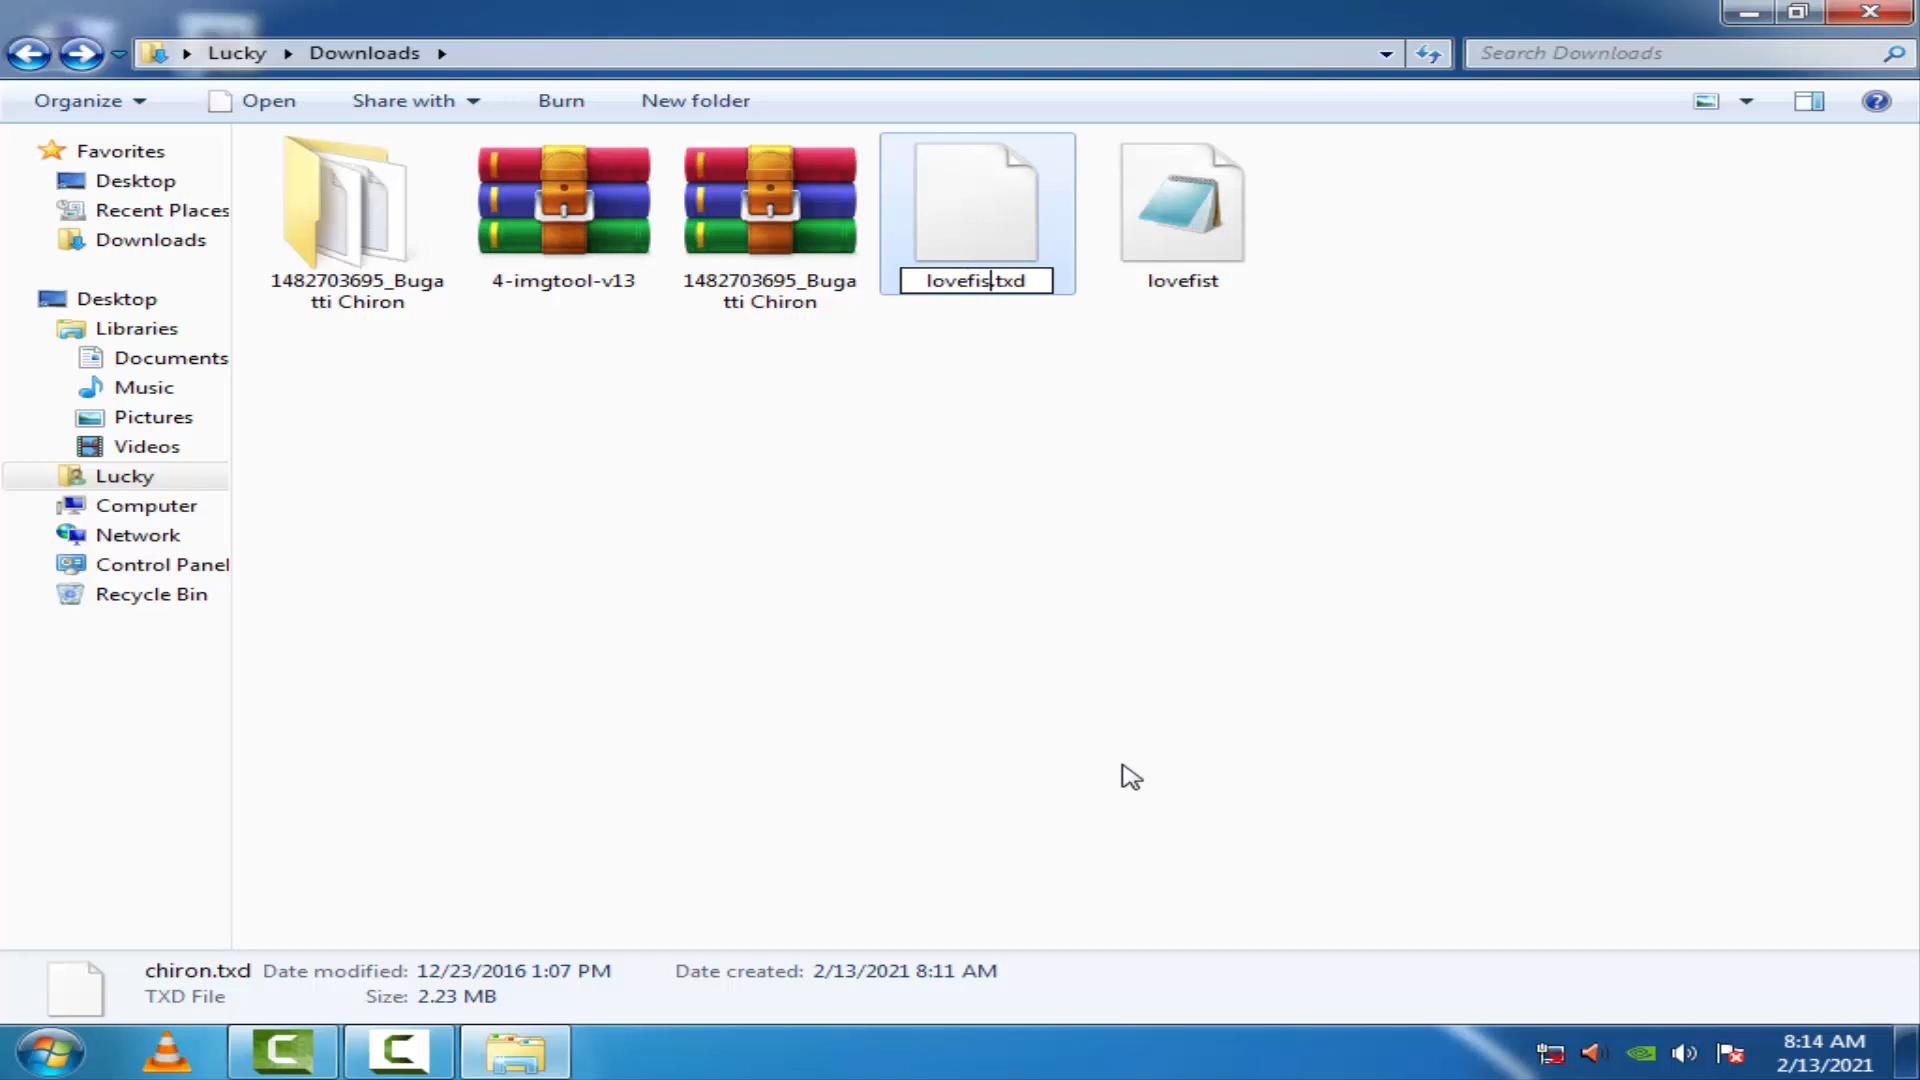 Lucky
Downloads
Search Downloads
Organize
Open
Share with
Burn
New folder
Favorites
Desktop
Recent Places
Downloads
Desktop
Libraries
Documents
Music
Pictures
Videos
Lucky
Computer
Network
Control Panel
Recycle Bin
1482703695_Buga
tti Chiron
4-imgtool-v13
1482703695_Buga
tti Chiron
lovefis.txd
lovefist
chiron.txd Date modified: 12/23/2016 1:07 PM Date created: 2/13/2021 8:11 AM
TXD File Size: 2.23 MB
8:14 AM
2/13/2021